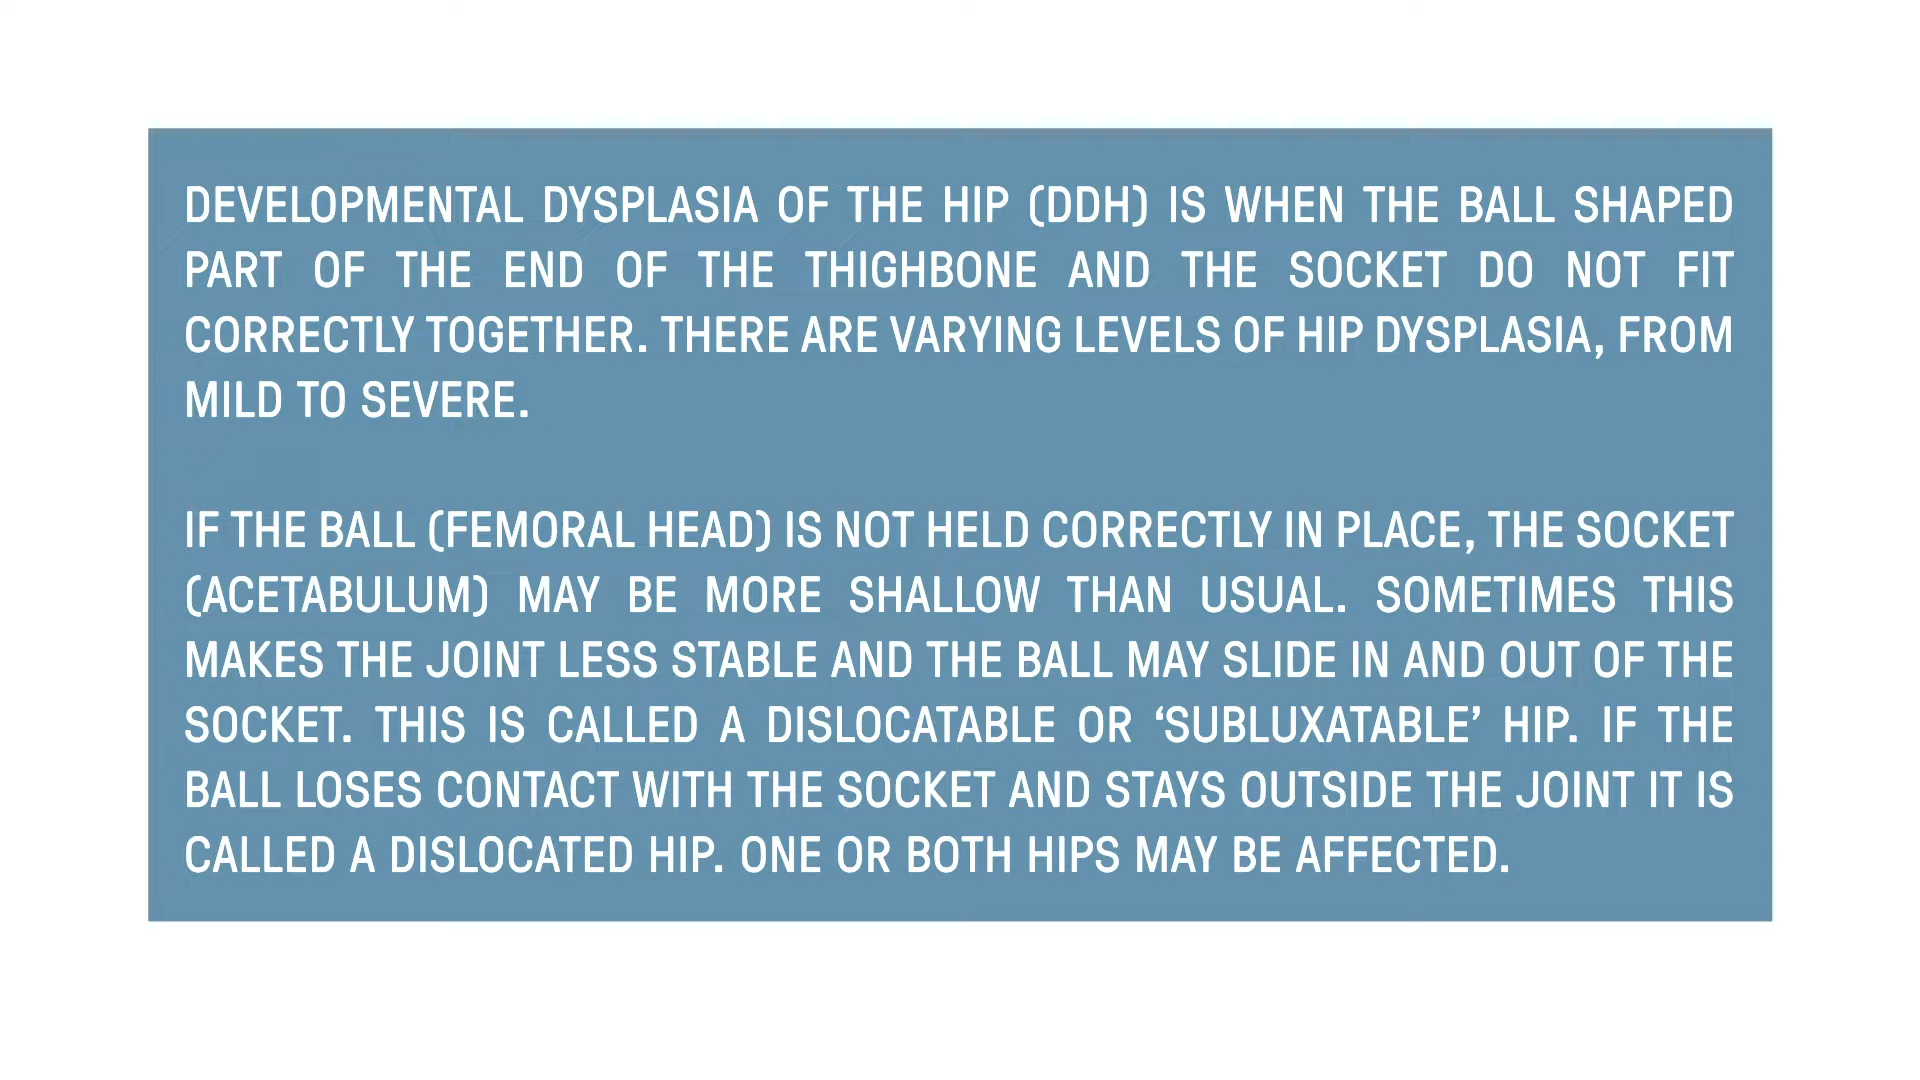 DEVELOPMENTAL DYSPLASIA OF THE HIP (DDH) IS WHEN THE BALL SHAPED
PART OF THE END OF THE THIGHBONE AND THE SOCKET DO NOT FIT
CORRECTLY TOGETHER. THERE ARE VARYING LEVELS OF HIP DYSPLASIA, FROM
MILD TO SEVERE.
IF THE BALL (FEMORAL HEAD) IS NOT HELD CORRECTLY IN PLACE, THE SOCKET
(ACETABULUM) MAY BE MORE SHALLOW THAN USUAL. SOMETIMES THIS
MAKES THE JOINT LESS STABLE AND THE BALL MAY SLIDE IN AND OUT OF THE
SOCKET. THIS IS CALLED A DISLOCATABLE OR ‘SUBLUXATABLE’ HIP. IF THE
BALL LOSES CONTACT WITH THE SOCKET AND STAYS OUTSIDE THE JOINT IT IS
CALLED A DISLOCATED HIP. ONE OR BOTH HIPS MAY BE AFFECTED.